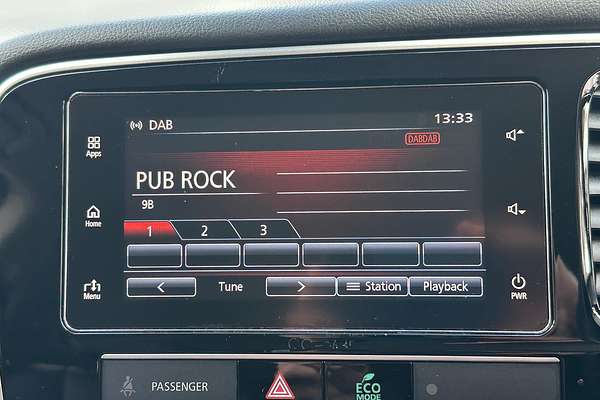 DAB
13:33
DABDAB
Apps
PUB ROCK
9B
Home
1 2 3
Menu
< Tune > Station Playback
PWR
PASSENGER
ECO
MODE